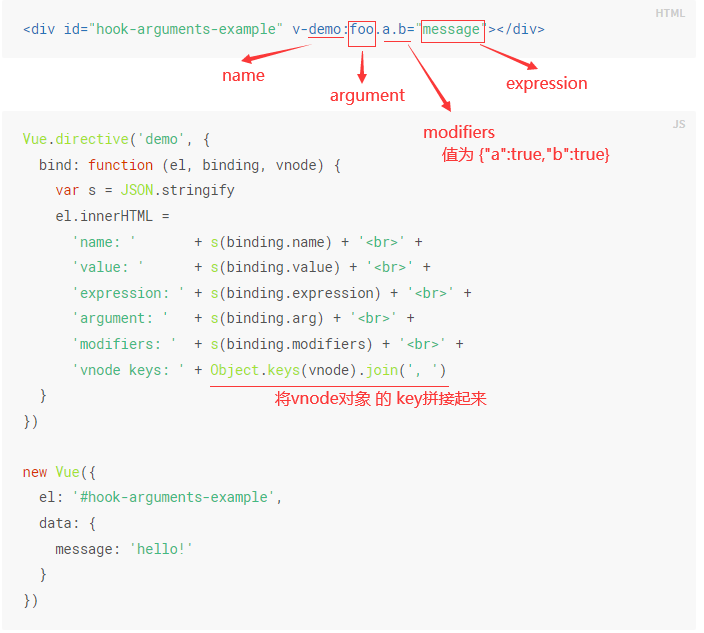 HTML
<div id="hook-arguments-example" v-demo:foo.a.b="message"></div>
name
argument
expression
modifiers
值为 {"a":true,"b":true}
JS
Vue.directive('demo', {
  bind: function (el, binding, vnode) {
    var s = JSON.stringify
    el.innerHTML =
      'name: '       + s(binding.name) + '<br>' +
      'value: '      + s(binding.value) + '<br>' +
      'expression: ' + s(binding.expression) + '<br>' +
      'argument: '   + s(binding.arg) + '<br>' +
      'modifiers: '  + s(binding.modifiers) + '<br>' +
      'vnode keys: ' + Object.keys(vnode).join(', ')
将vnode对象 的 key拼接起来
  }
})
new Vue({
  el: '#hook-arguments-example',
  data: {
    message: 'hello!'
  }
})